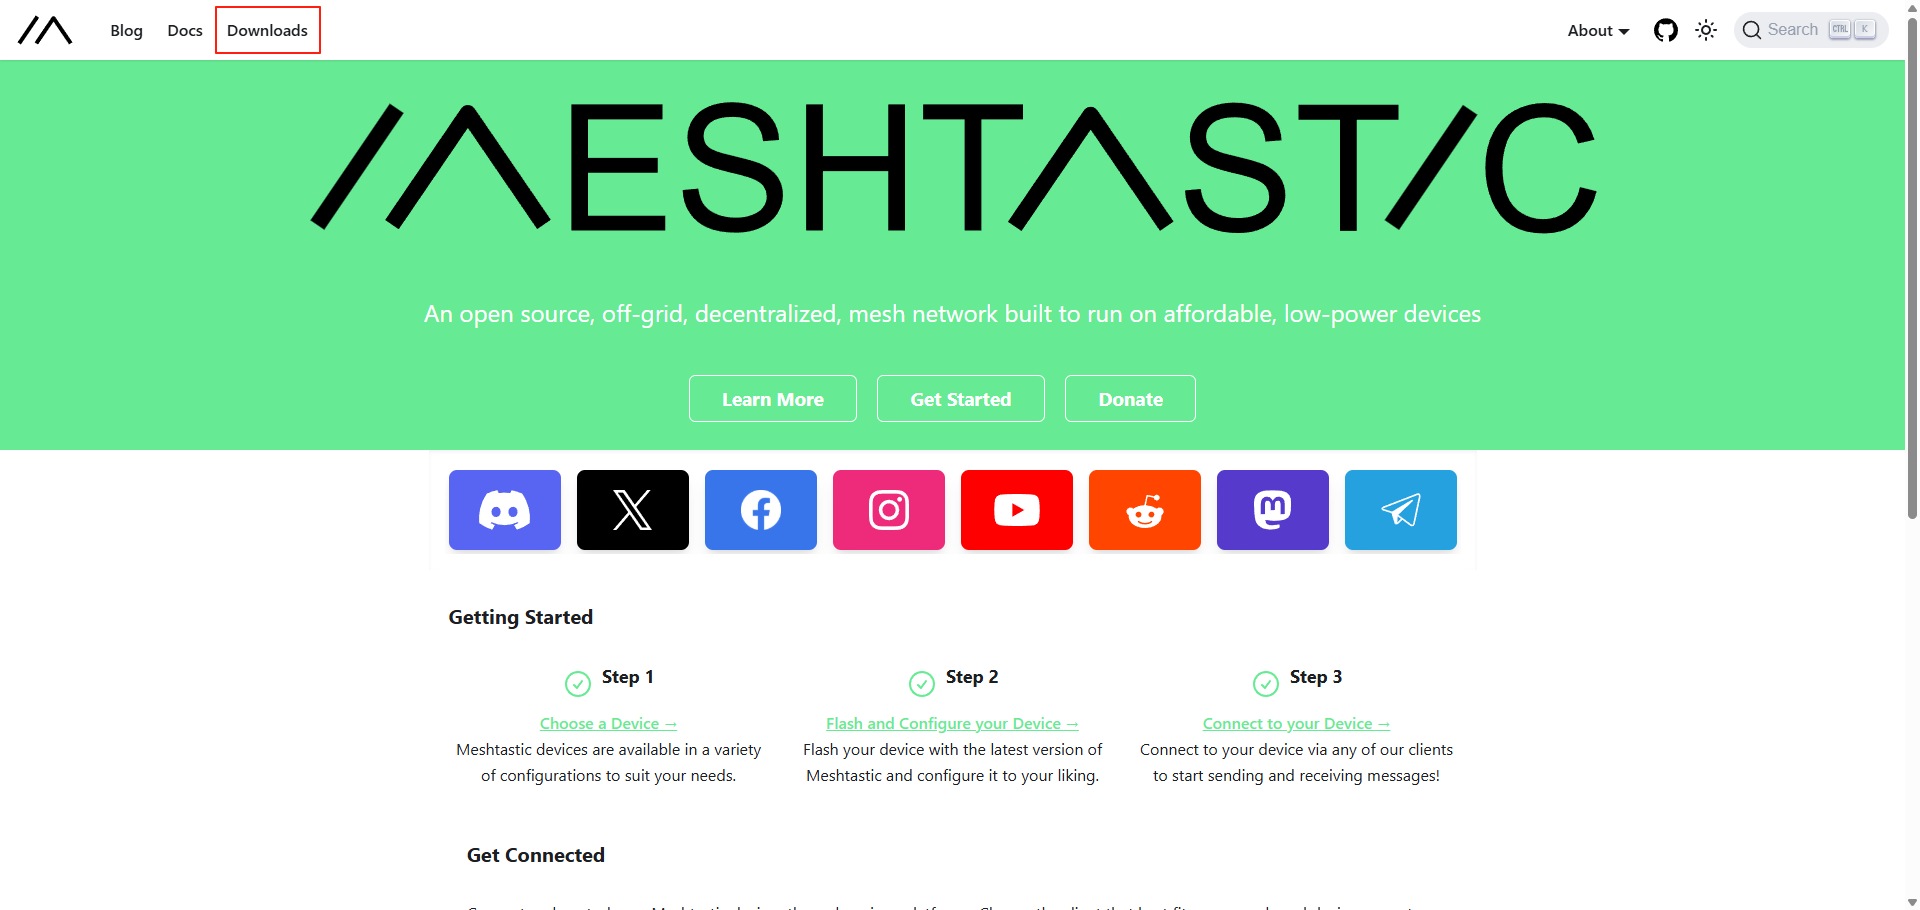 Blog Docs Downloads About Search CTRL K
MESHTASTIC
An open source, off-grid, decentralized, mesh network built to run on affordable, low-power devices
Learn More Get Started Donate
Getting Started
Step 1
Choose a Device →
Meshtastic devices are available in a variety
of configurations to suit your needs.
Step 2
Flash and Configure your Device →
Flash your device with the latest version of
Meshtastic and configure it to your liking.
Step 3
Connect to your Device →
Connect to your device via any of our clients
to start sending and receiving messages!
Get Connected